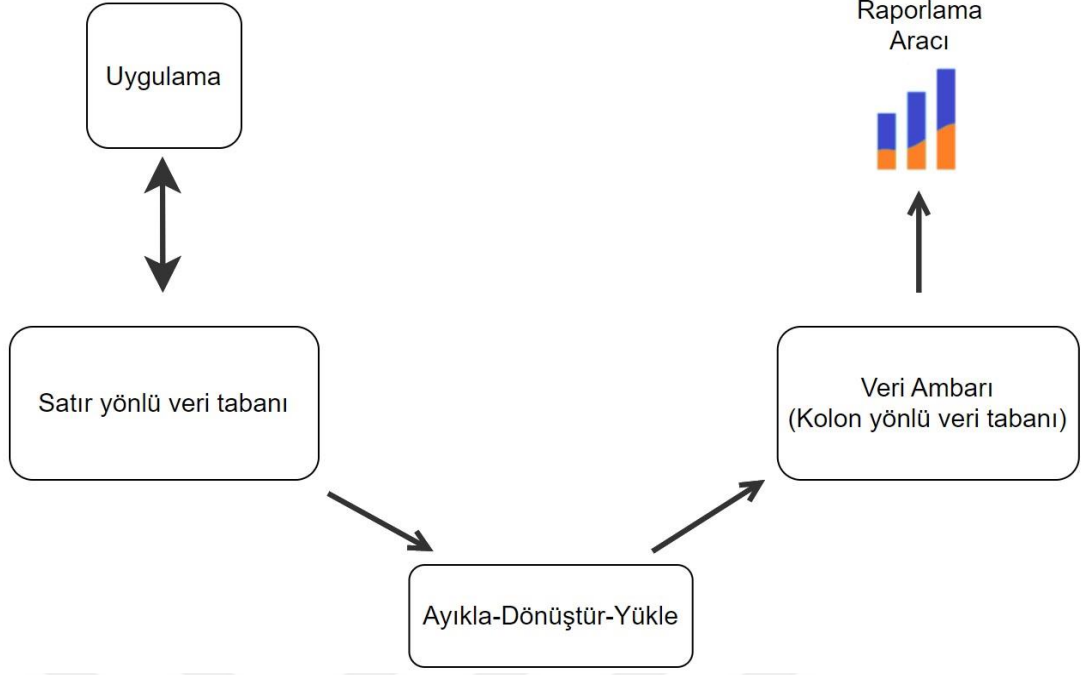 Uygulama
Raporlama
Aracı
Satır yönlü veri tabanı
Veri Ambarı
(Kolon yönlü veri tabanı)
Ayıkla-Dönüştür-Yükle